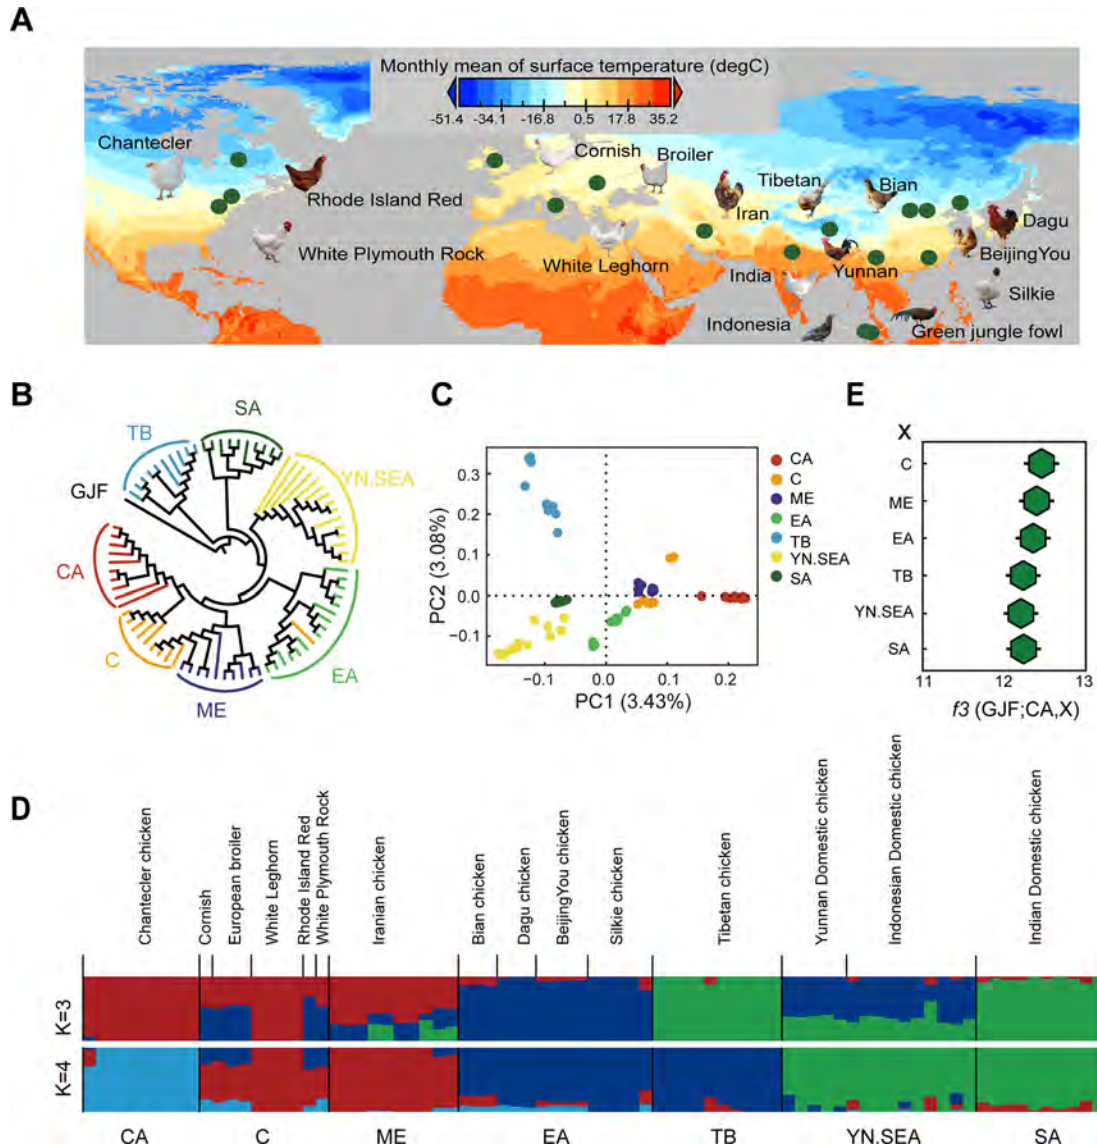 A
Monthly mean of surface temperature (degC)
-51.4 -34.1 -16.8 0.5 17.8 35.2
Chantecler
Cornish
Broiler
Tibetan
Bian
Rhode Island Red
Iran
Dagu
White Plymouth Rock
White Leghorn
India
Yunnan
BeijingYou
Silkie
Indonesia
Green jungle fowl
B
SA
TB
YN.SEA
GJF
CA
C
ME
EA
C
0.3
0.2
0.1
0.0
−0.1
PC2 (3.08%)
−0.1 0.0 0.1 0.2
PC1 (3.43%)
CA
C
ME
EA
TB
YN.SEA
SA
E
X
C
ME
EA
TB
YN.SEA
SA
11 12 13
f3 (GJF;CA,X)
D
Chantecler chicken
Cornish
European broiler
White Leghorn
Rhode Island Red
White Plymouth Rock
Iranian chicken
Bian chicken
Dagu chicken
BeijingYou chicken
Silkie chicken
Tibetan chicken
Yunnan Domestic chicken
Indonesian Domestic chicken
Indian Domestic chicken
K=3
K=4
CA C ME EA TB YN.SEA SA